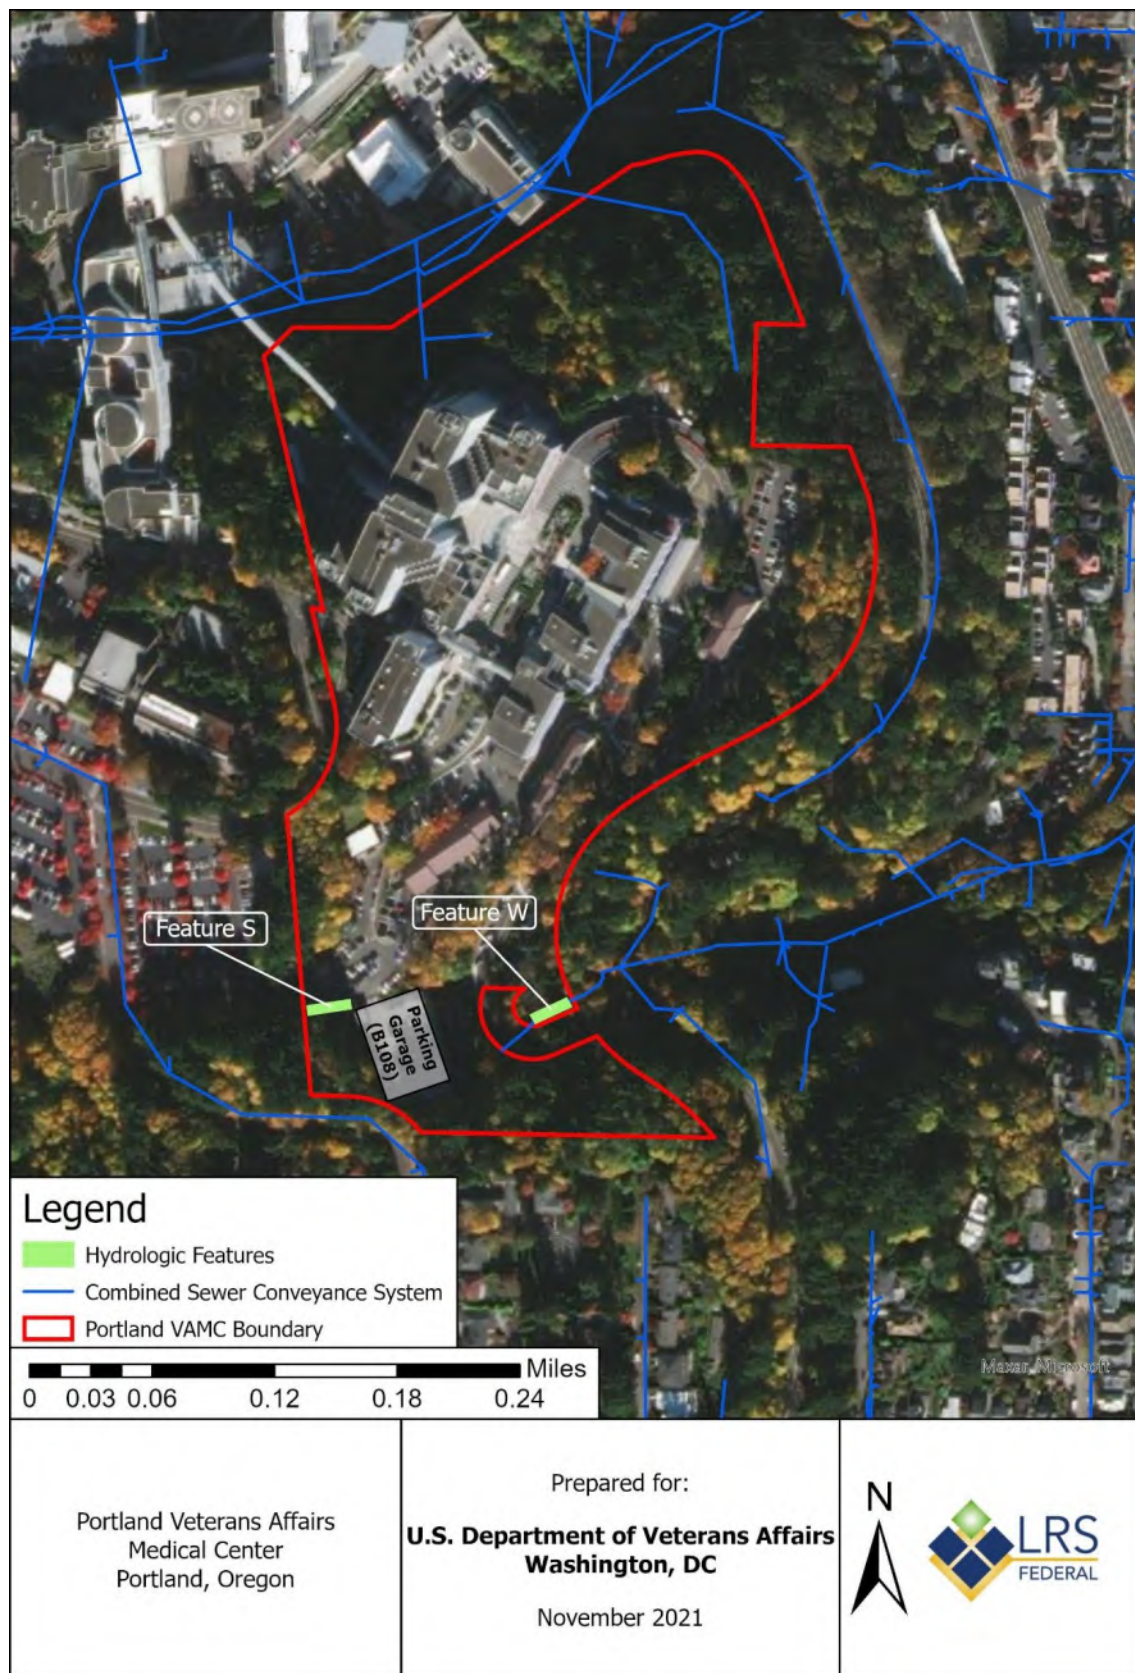 Feature S
Feature W
Parking
Garage
(B108)
Legend
Hydrologic Features
Combined Sewer Conveyance System
Portland VAMC Boundary
Miles
0 0.03 0.06 0.12 0.18 0.24
Maxar, Microsoft
Portland Veterans Affairs
Medical Center
Portland, Oregon
Prepared for:
U.S. Department of Veterans Affairs
Washington, DC
November 2021
N
LRS
FEDERAL